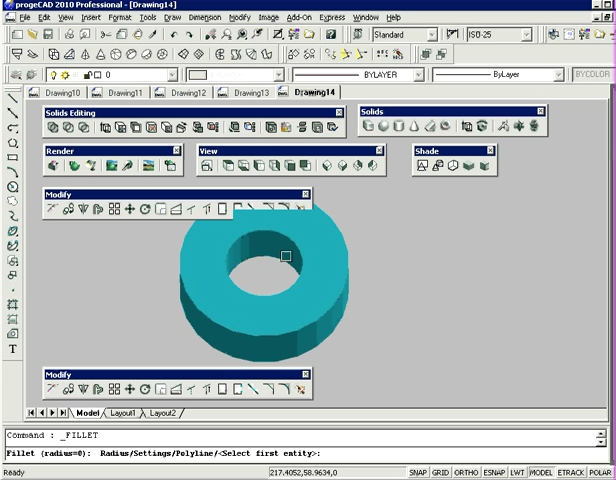 progeCAD 2010 Professional - [Drawing14]
File Edit View Insert Format Tools Draw Dimension Modify Image Add-On Express Window Help
Standard ISO-25
0 BYLAYER ByLayer BYCOLOR
Drawing10 Drawing11 Drawing12 Drawing13 Drawing14
Solids Editing Solids
Render View Shade
Modify
Modify
Model Layout1 Layout2
Command : _FILLET
Fillet (radius=0): Radius/Settings/Polyline/<Select first entity>:
Ready 217.4052,58.9634,0 SNAP GRID ORTHO ESNAP LWT MODEL ETRACK POLAR